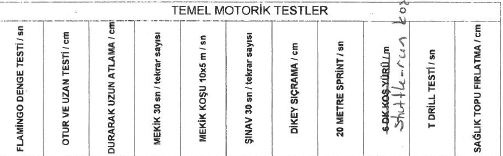 TEMEL MOTORİK TESTLER
FLAMİNGO DENGE TESTİ / sn
OTUR VE UZAN TESTİ / cm
DURARAK UZUN ATLAMA / cm
MEKİK 30 sn / tekrar sayısı
MEKİK KOŞU 10x5 m / sn
ŞINAV 30 sn / tekrar sayısı
DİKEY SIÇRAMA / cm
20 METRE SPRİNT / sn
6 DK KOŞ YÜRÜ / m
Shuttle-run
T DRİLL TESTİ / sn
SAĞLIK TOPU FIRLATMA / cm